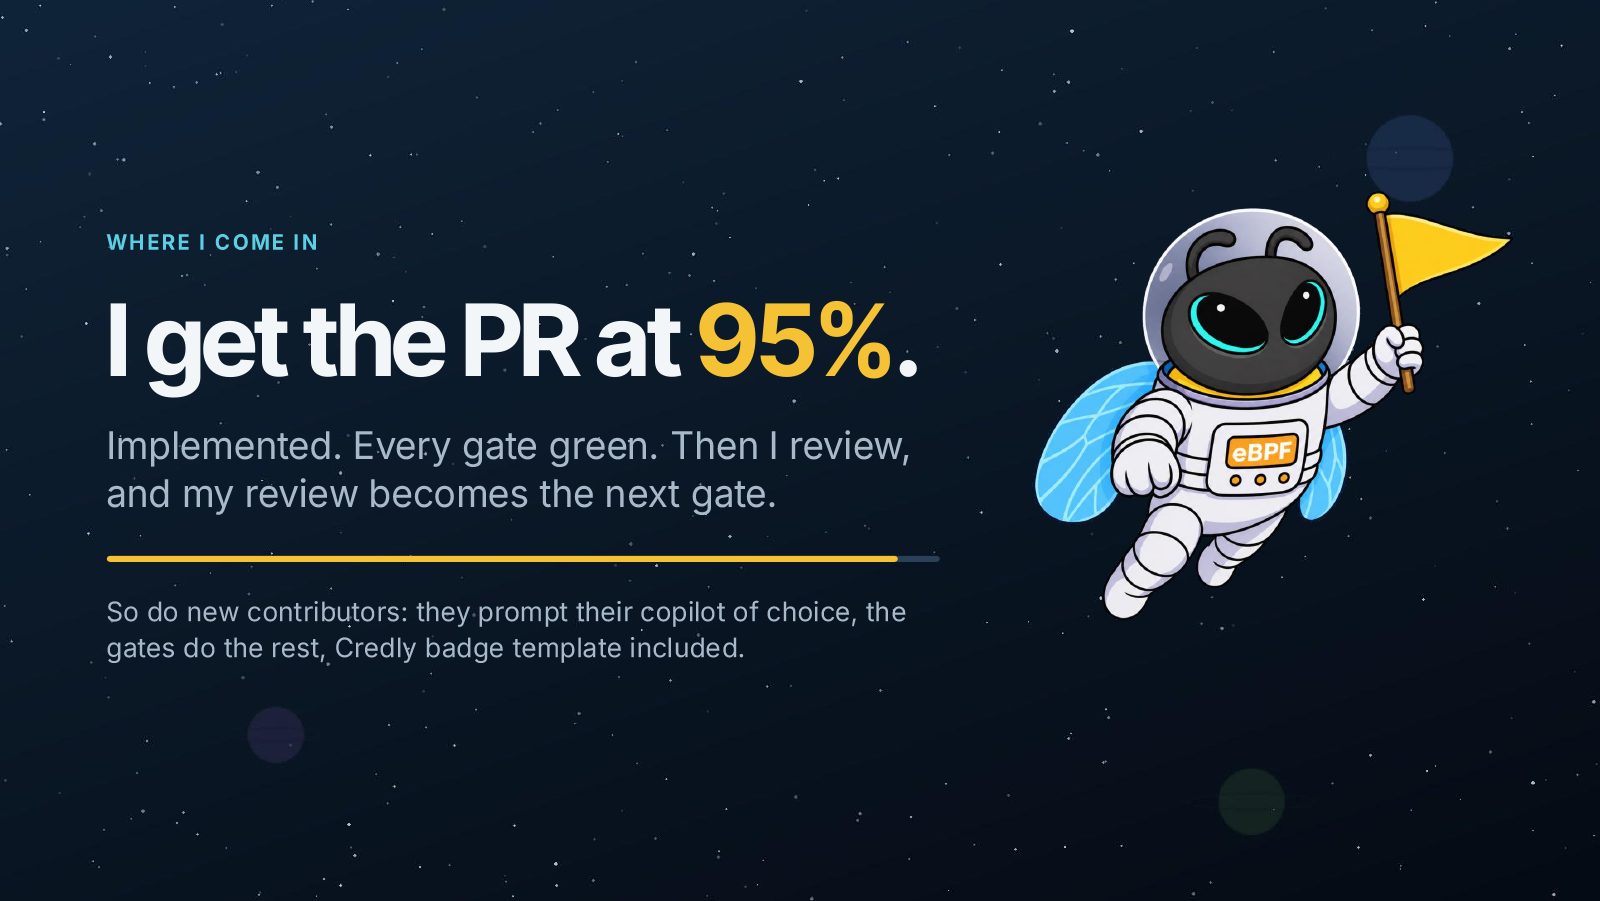 WHERE I COME IN
I get the PR at 95%.
Implemented. Every gate green. Then I review,
and my review becomes the next gate.
So do new contributors: they prompt their copilot of choice, the
gates do the rest, Credly badge template included.
eBPF